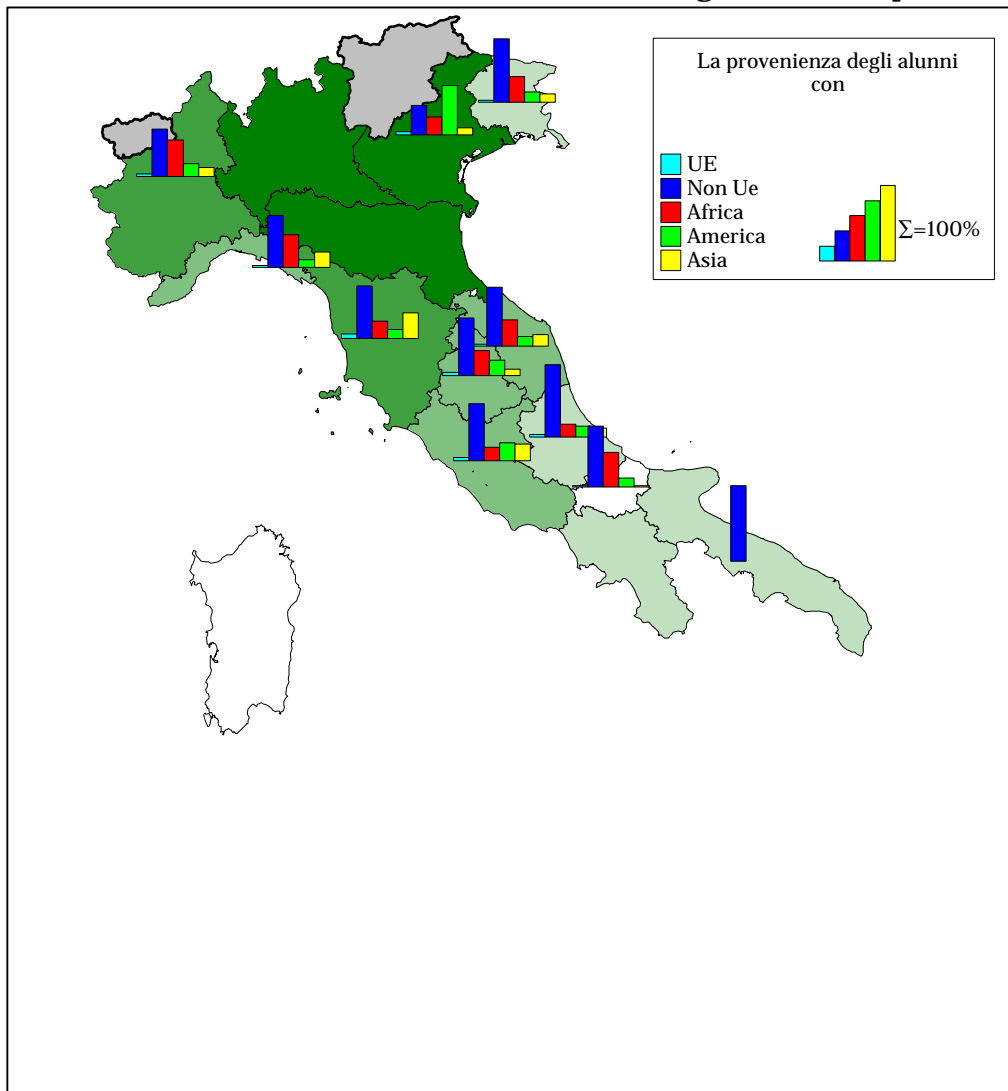 La provenienza degli alunni
con
UE
Non Ue
Africa
America
Asia
∑=100%